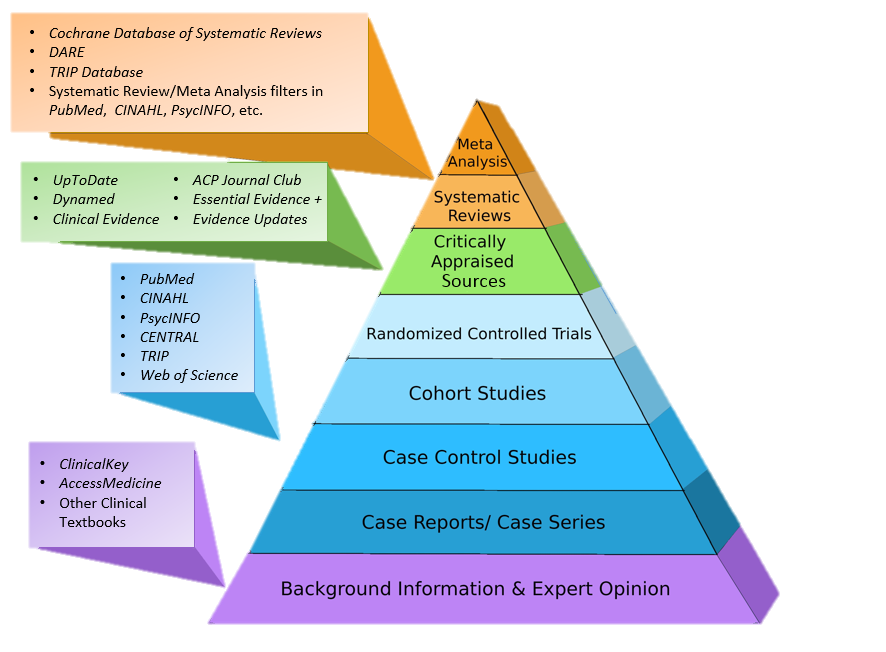 • Cochrane Database of Systematic Reviews
• DARE
• TRIP Database
• Systematic Review/Meta Analysis filters in
PubMed, CINAHL, PsycINFO, etc.
• UpToDate
• Dynamed
• Clinical Evidence
• ACP Journal Club
• Essential Evidence +
• Evidence Updates
• PubMed
• CINAHL
• PsycINFO
• CENTRAL
• TRIP
• Web of Science
• ClinicalKey
• AccessMedicine
• Other Clinical
Textbooks
Meta
Analysis
Systematic
Reviews
Critically
Appraised
Sources
Randomized Controlled Trials
Cohort Studies
Case Control Studies
Case Reports/ Case Series
Background Information & Expert Opinion